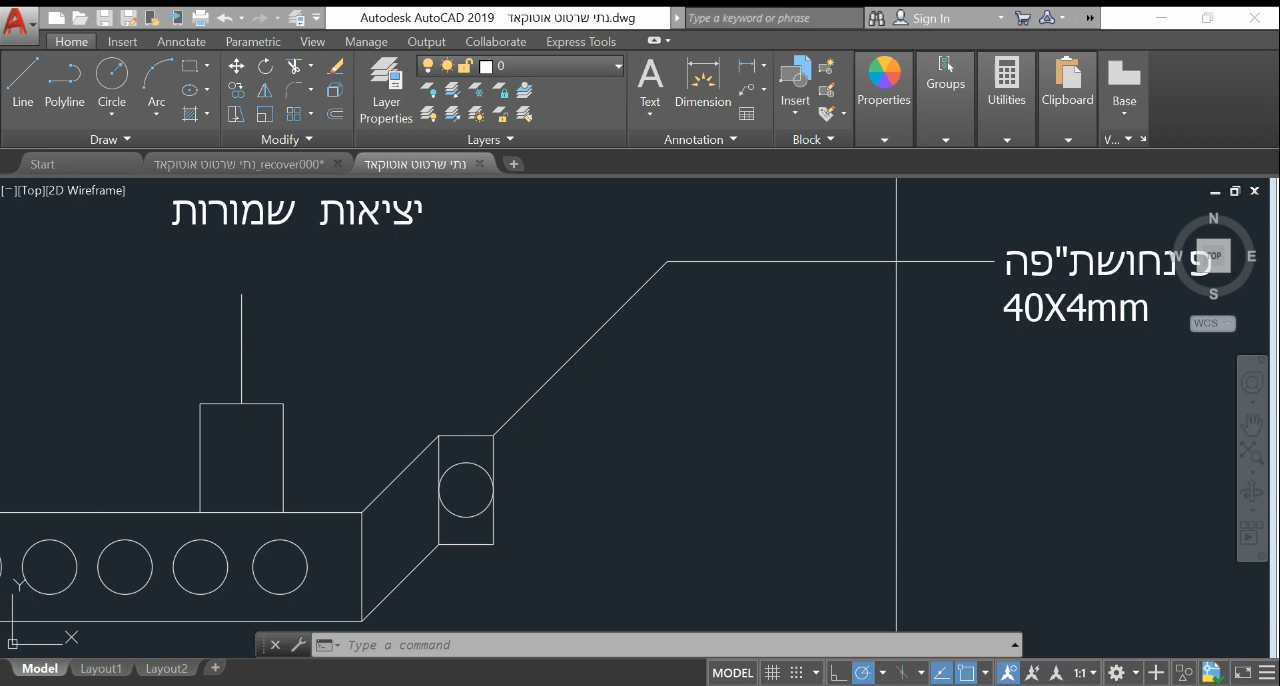 Autodesk AutoCAD 2019 נתי שרטוט אוטוקאד.dwg
Type a keyword or phrase
Sign In
Home Insert Annotate Parametric View Manage Output Collaborate Express Tools
Line Polyline Circle Arc
Layer Properties
0
Text Dimension
Insert
Properties Groups Utilities Clipboard Base
Draw Modify Layers Annotation Block V...
Start נתי שרטוט אוטוקאד_recover000* נתי שרטוט אוטוקאד
[−][Top][2D Wireframe]
יציאות שמורות
N
W TOP E
S
WCS
פ נחושת"פה
40X4mm
Y
X
Type a command
Model Layout1 Layout2
MODEL 1:1